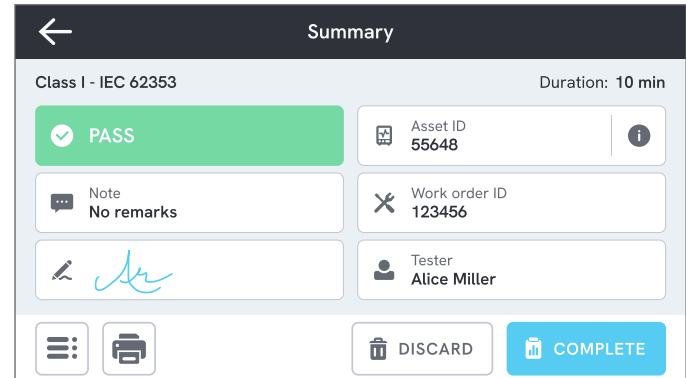 Summary
Class I - IEC 62353
Duration: 10 min
PASS
Asset ID
55648
Note
No remarks
Work order ID
123456
Tester
Alice Miller
DISCARD
COMPLETE